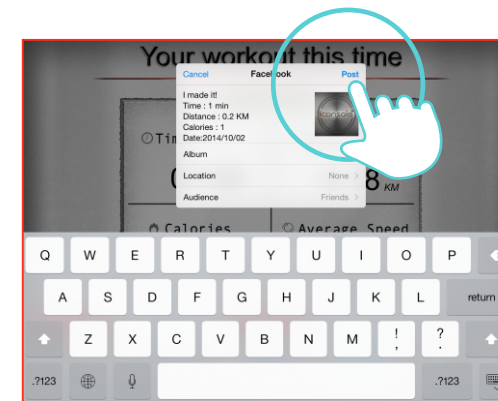 Your workout this time
Cancel Facebook Post
I made it!
Time : 1 min
Distance : 0.2 KM
Calories : 1
Date:2014/10/02
iconsole
Album
Location None >
Audience Friends >
8 KM
Calories Average Speed
Q W E R T Y U I O P
A S D F G H J K L return
Z X C V B N M ! , ? .
.?123 .?123